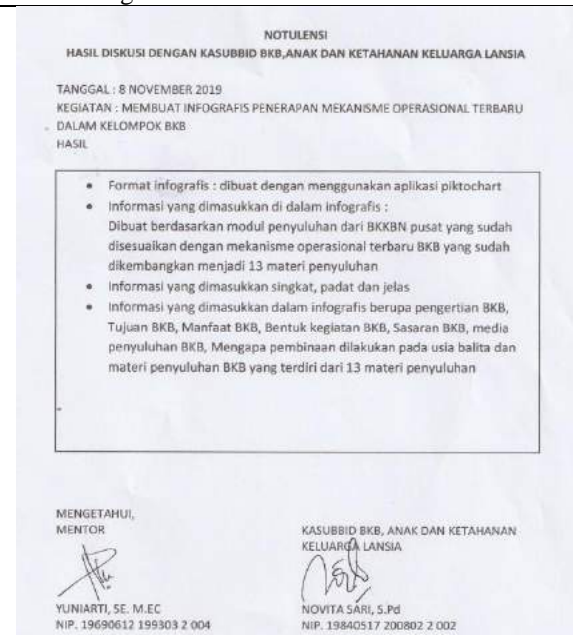 NOTULENSI
HASIL DISKUSI DENGAN KASUBBID BKB,ANAK DAN KETAHANAN KELUARGA LANSIA
TANGGAL : 8 NOVEMBER 2019
KEGIATAN : MEMBUAT INFOGRAFIS PENERAPAN MEKANISME OPERASIONAL TERBARU
DALAM KELOMPOK BKB
HASIL
• Format infografis : dibuat dengan menggunakan aplikasi piktochart
• Informasi yang dimasukkan di dalam infografis :
Dibuat berdasarkan modul penyuluhan dari BKKBN pusat yang sudah
disesuaikan dengan mekanisme operasional terbaru BKB yang sudah
dikembangkan menjadi 13 materi penyuluhan
• Informasi yang dimasukkan singkat, padat dan jelas
• Informasi yang dimasukkan dalam infografis berupa pengertian BKB,
Tujuan BKB, Manfaat BKB, Bentuk kegiatan BKB, Sasaran BKB, media
penyuluhan BKB, Mengapa pembinaan dilakukan pada usia balita dan
materi penyuluhan BKB yang terdiri dari 13 materi penyuluhan
MENGETAHUI,
MENTOR
YUNIARTI, SE. M.EC
NIP. 19690612 199303 2 004
KASUBBID BKB, ANAK DAN KETAHANAN
KELUARGA LANSIA
NOVITA SARI, S.Pd
NIP. 19840517 200802 2 002